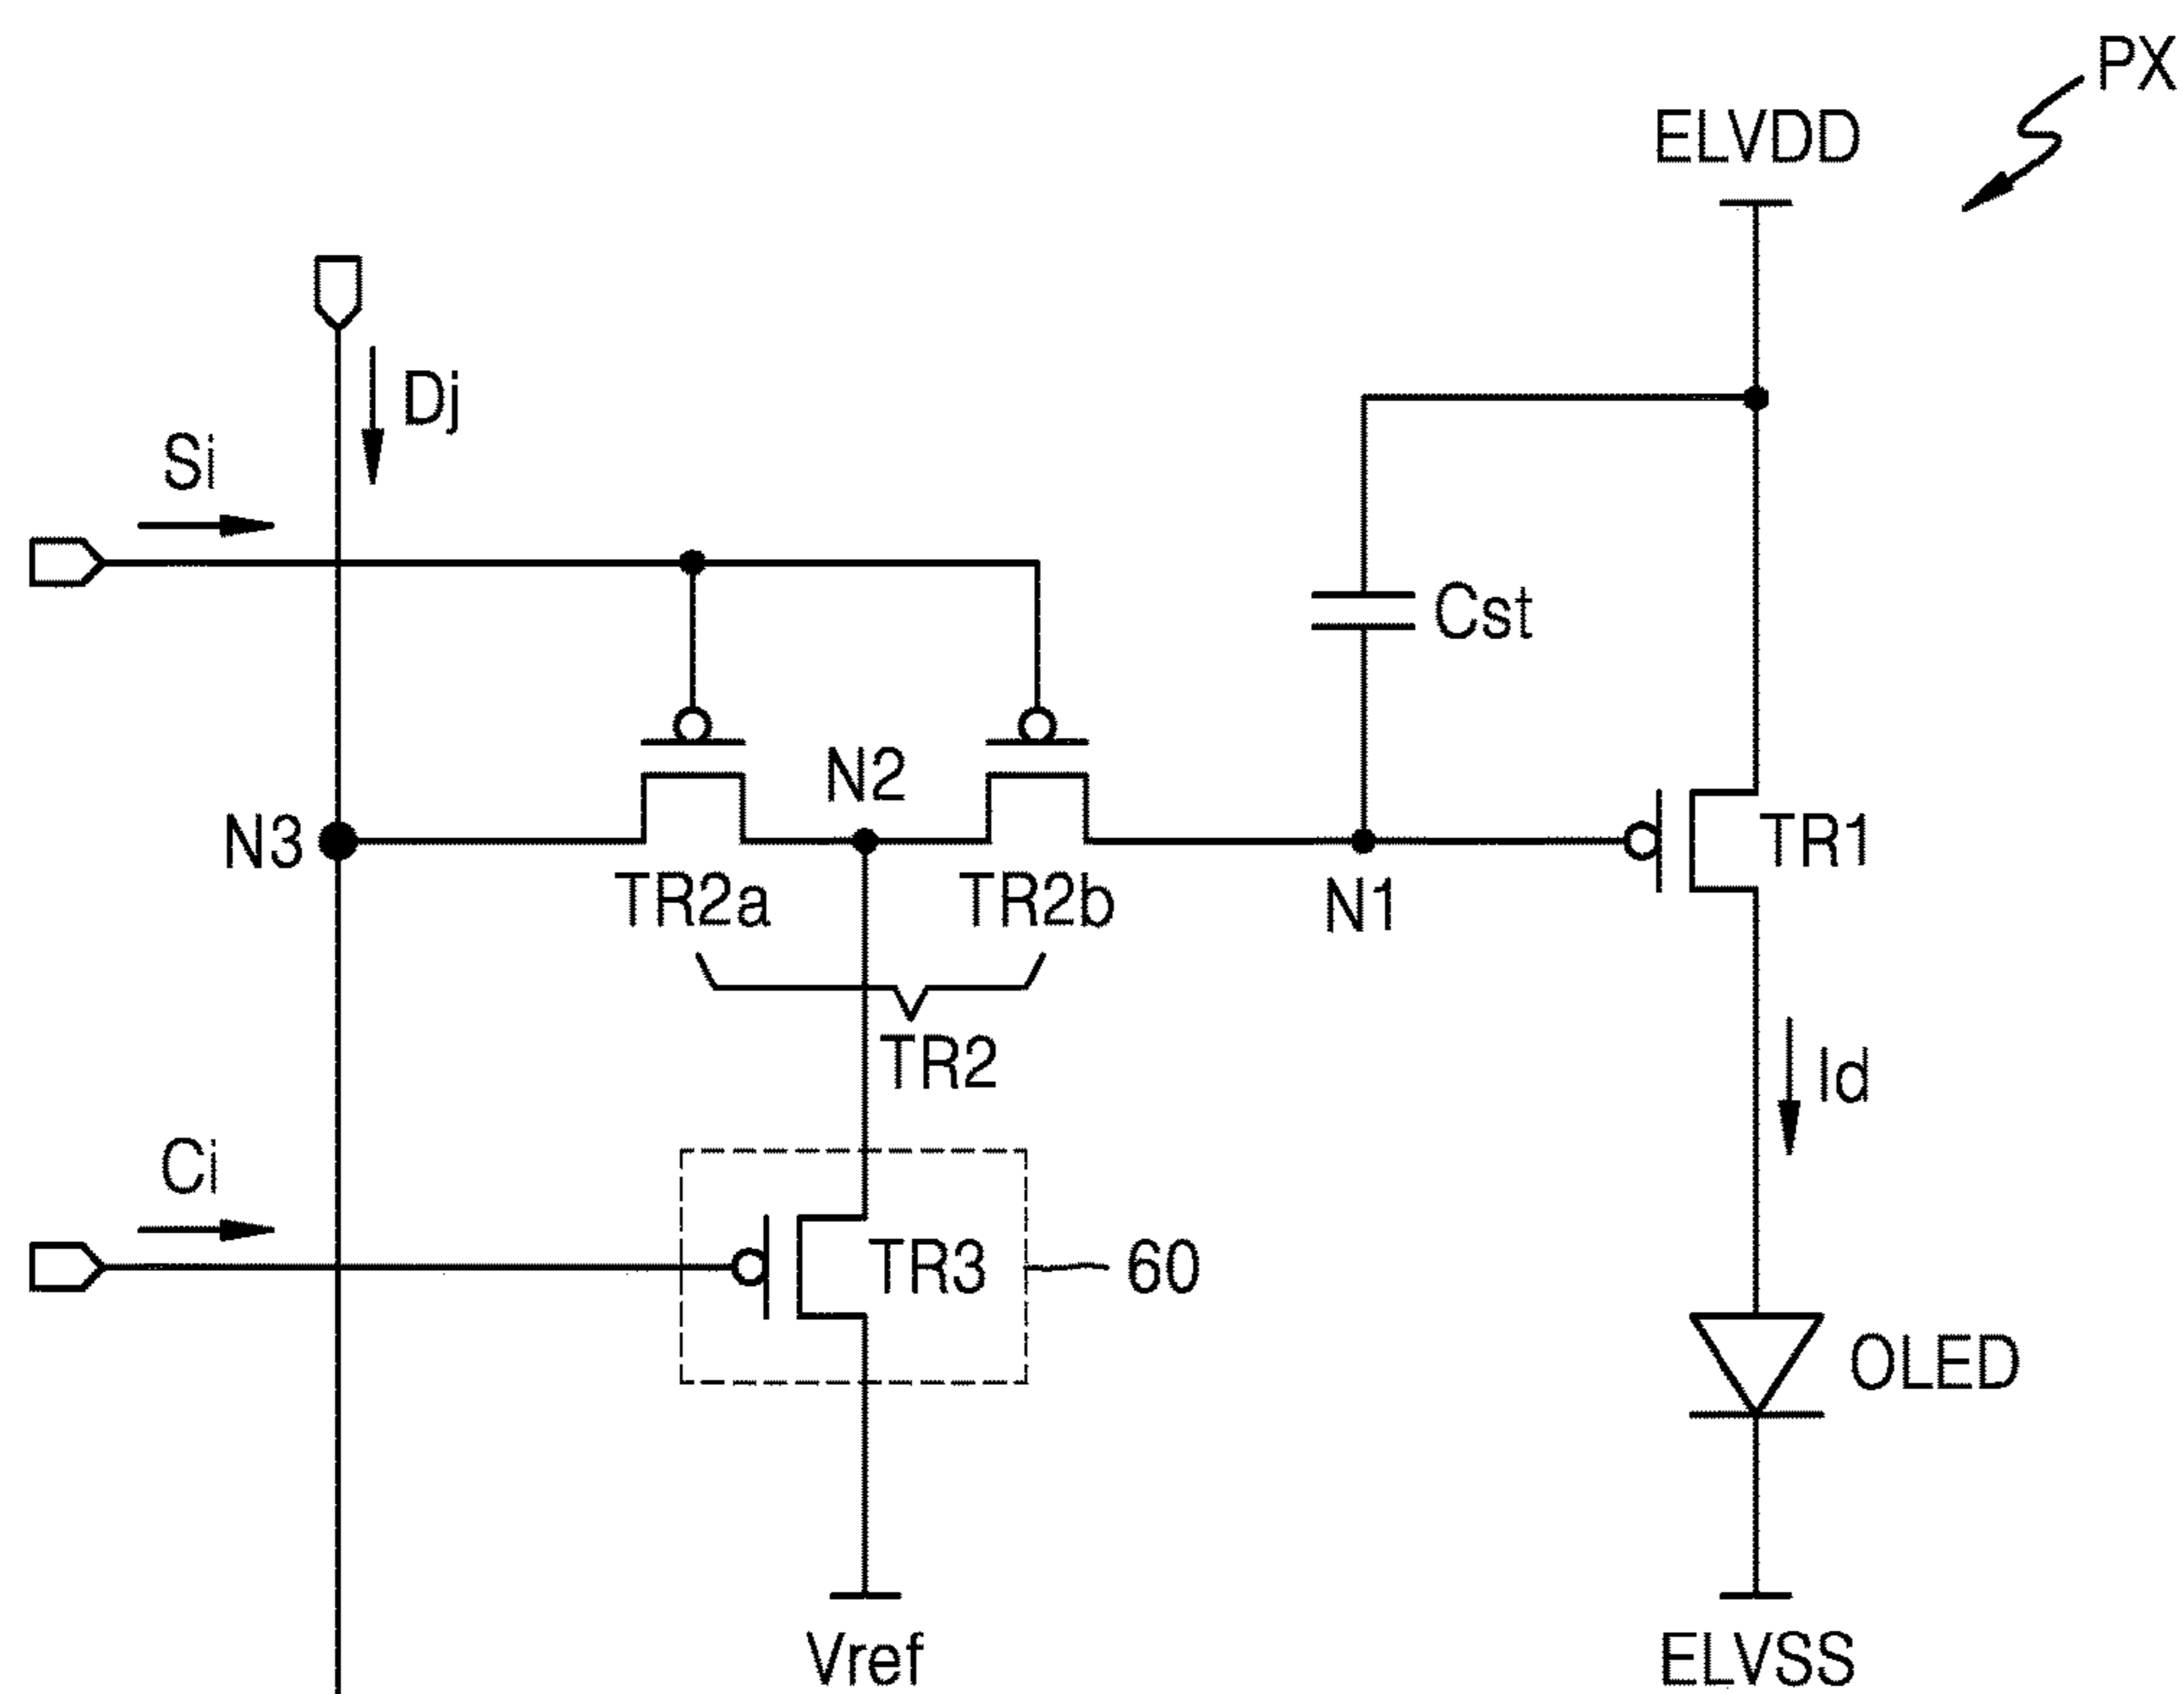 PX
ELVDD
Dj
Si
Cst
N2
N3
TR1
TR2a
TR2b
N1
TR2
Id
Ci
TR3
60
OLED
Vref
ELVSS